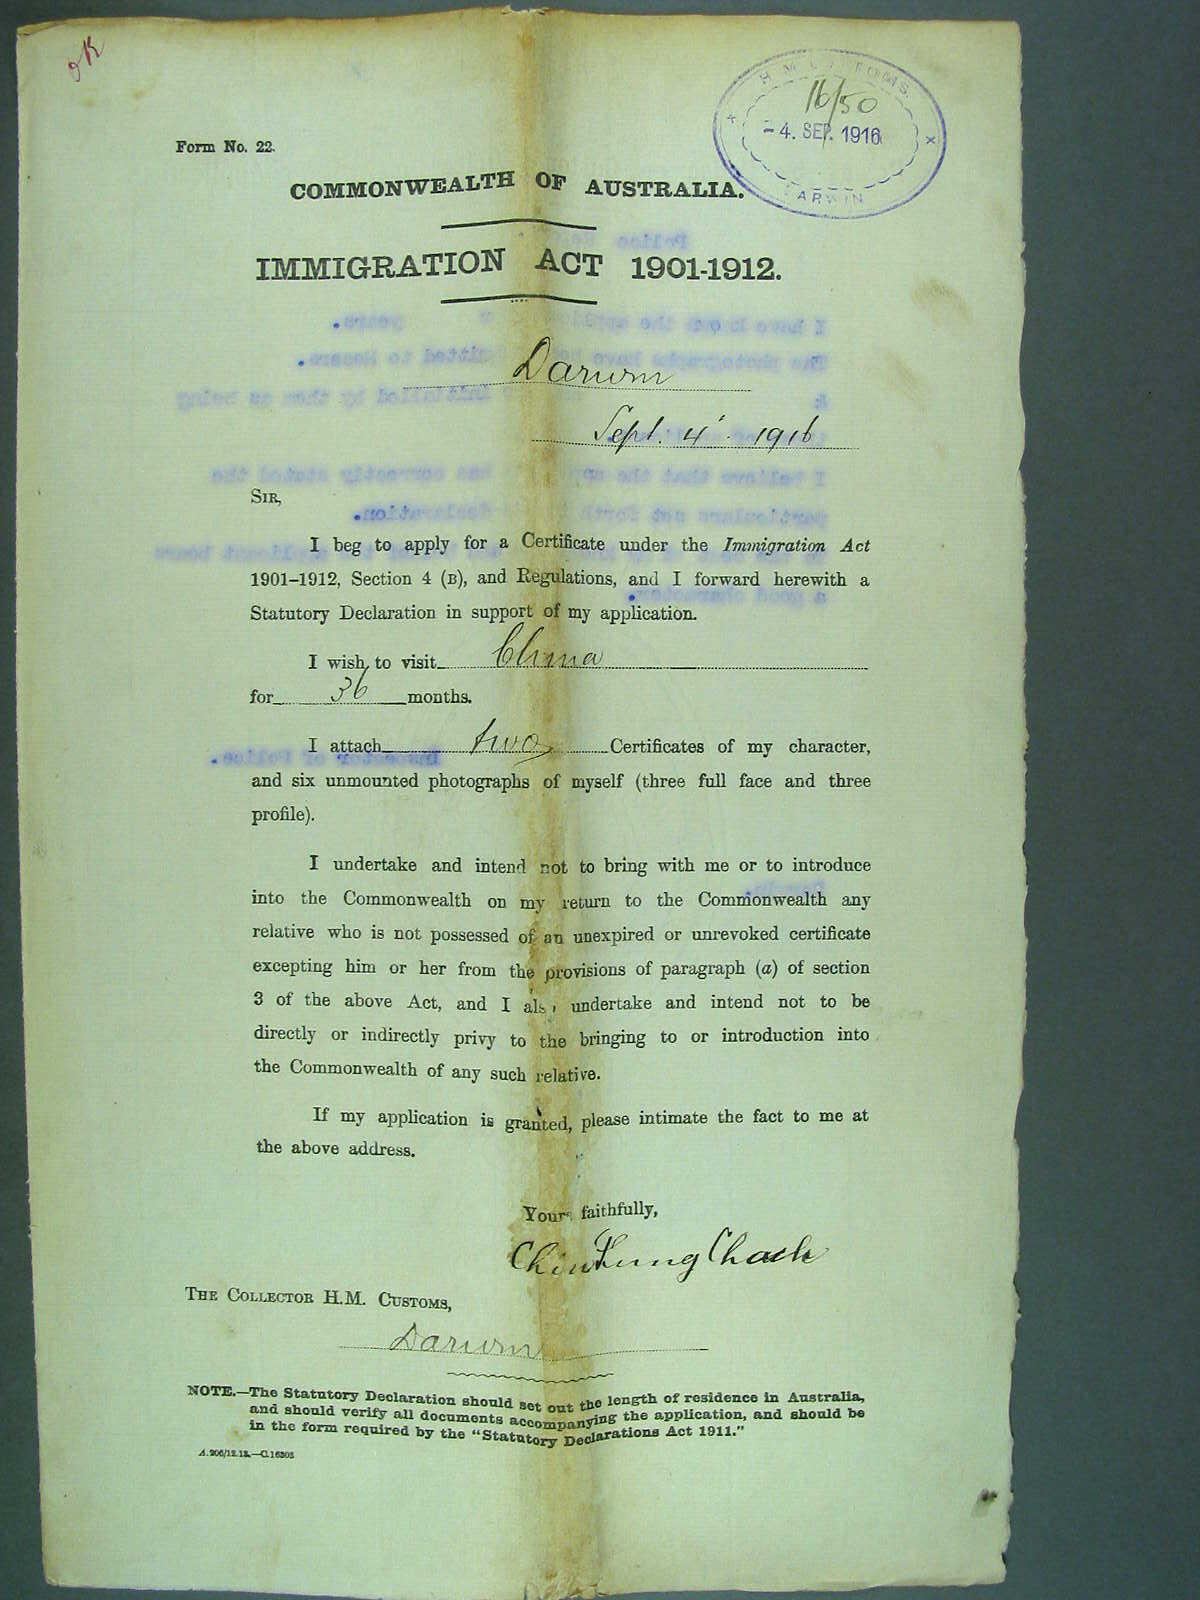 OK
H.M. CUSTOMS.
16/50
- 4. SEP. 1916
DARWIN
Form No. 22.
COMMONWEALTH OF AUSTRALIA.
IMMIGRATION ACT 1901-1912.
Darwin
Sept. 4' 1916
SIR,
I beg to apply for a Certificate under the Immigration Act
1901–1912, Section 4 (B), and Regulations, and I forward herewith a
Statutory Declaration in support of my application.
I wish to visit China
for 36 months.
I attach two Certificates of my character,
and six unmounted photographs of myself (three full face and three
profile).
I undertake and intend not to bring with me or to introduce
into the Commonwealth on my return to the Commonwealth any
relative who is not possessed of an unexpired or unrevoked certificate
excepting him or her from the provisions of paragraph (a) of section
3 of the above Act, and I also undertake and intend not to be
directly or indirectly privy to the bringing to or introduction into
the Commonwealth of any such relative.
If my application is granted, please intimate the fact to me at
the above address.
Yours faithfully,
Chin Fung Chack
THE COLLECTOR H.M. CUSTOMS,
Darwin
NOTE.—The Statutory Declaration should set out the length of residence in Australia,
and should verify all documents accompanying the application, and should be
in the form required by the "Statutory Declarations Act 1911."
A.206/12.12.—C.16303